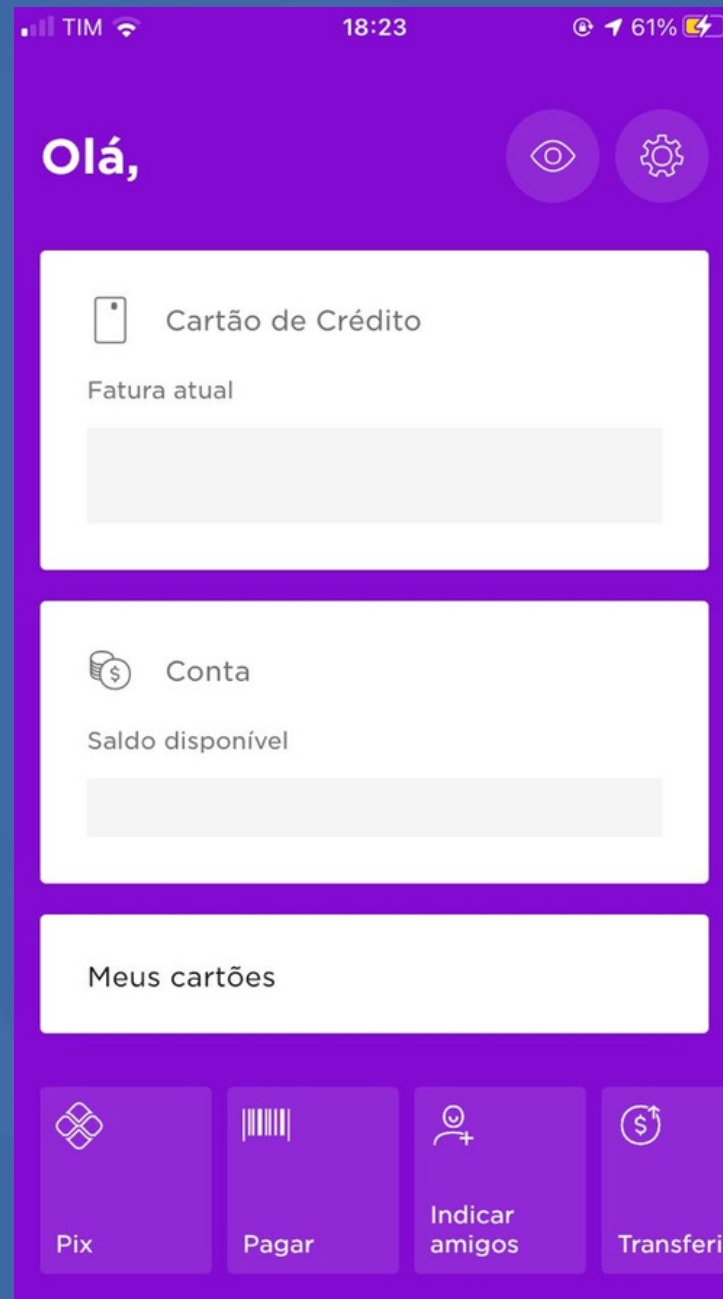 TIM 18:23 61%
Olá,
Cartão de Crédito
Fatura atual
Conta
Saldo disponível
Meus cartões
Pix
Pagar
Indicar
amigos
Transferi